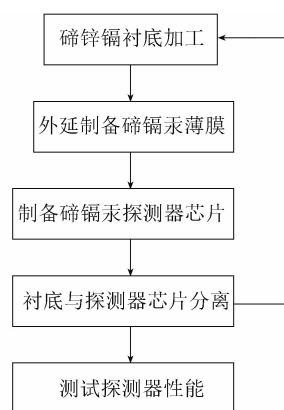 碲锌镉衬底加工
外延制备碲镉汞薄膜
制备碲镉汞探测器芯片
衬底与探测器芯片分离
测试探测器性能